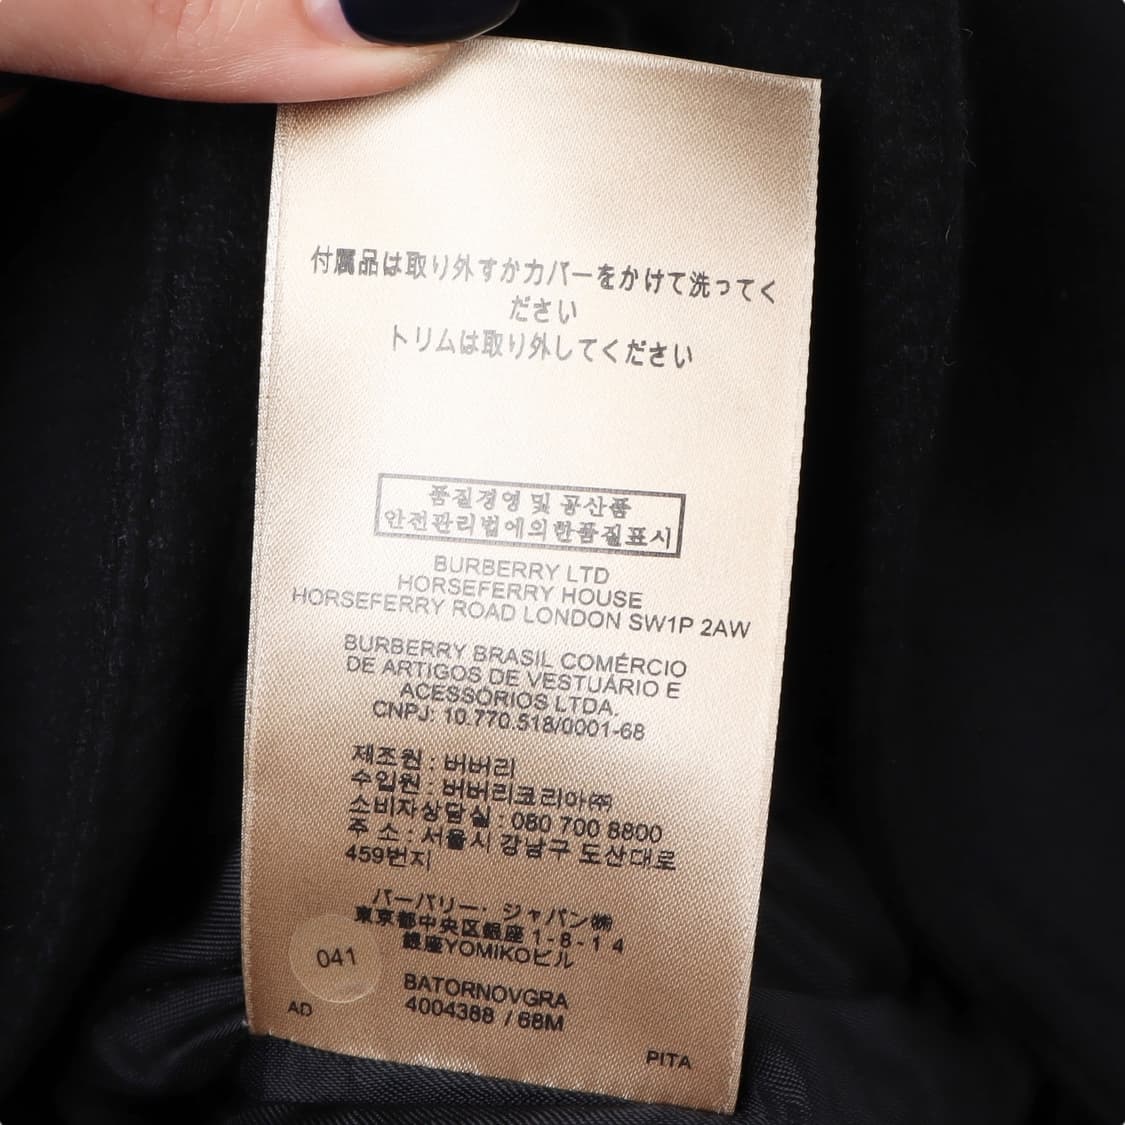 付属品は取り外すかカバーをかけて洗ってく
ださい
トリムは取り外してください
품질경영 및 공산품
안전관리법에의한품질표시
BURBERRY LTD
HORSEFERRY HOUSE
HORSEFERRY ROAD LONDON SW1P 2AW
BURBERRY BRASIL COMÉRCIO
DE ARTIGOS DE VESTUÁRIO E
ACESSÓRIOS LTDA.
CNPJ: 10.770.518/0001-68
제조원 : 버버리
수입원 : 버버리코리아㈜
소비자상담실 : 080 700 8800
주 소 : 서울시 강남구 도산대로
459번지
バーバリー・ジャパン㈱
東京都中央区銀座 1-8-1 4
銀座YOMIKOビル
041
BATORNOVGRA
4004388 / 68M
AD
PITA